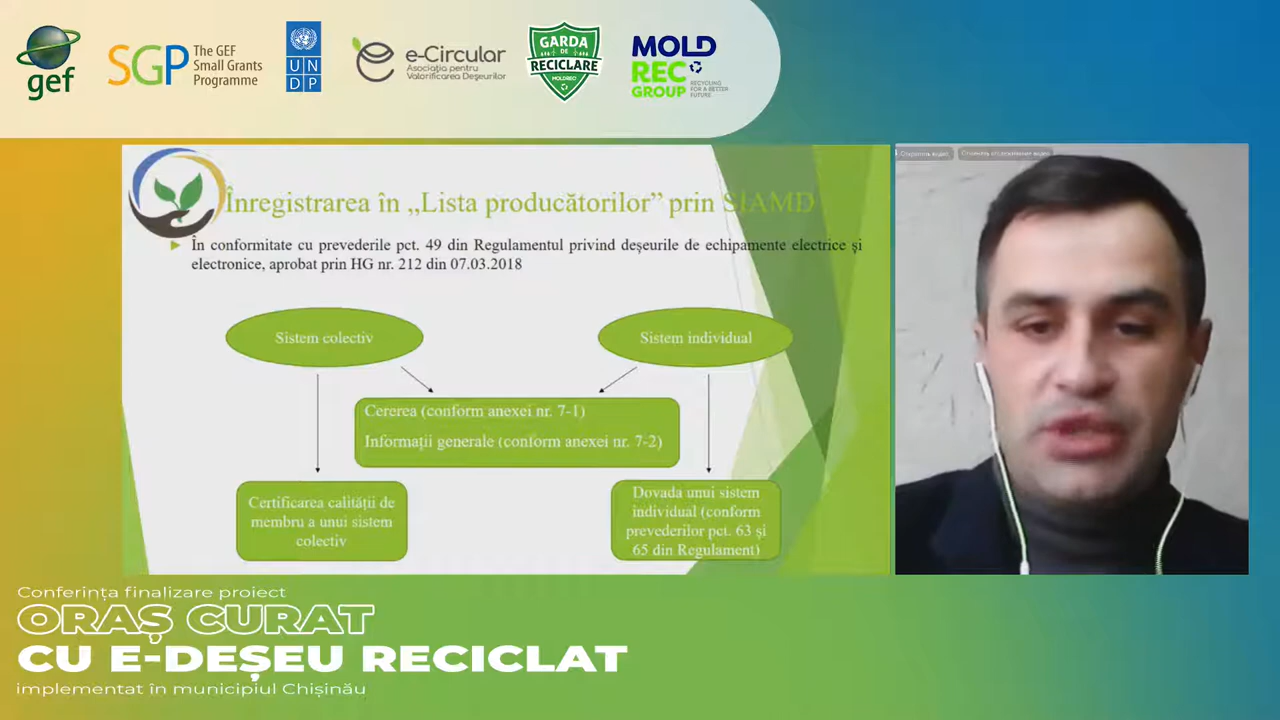 gef
SGP
The GEF
Small Grants
Programme
U N
D P
e-Circular
Asociația pentru
Valorificarea Deșeurilor
GARDA
DE
RECICLARE
MOLDREC
MOLD
REC
GROUP
RECYCLING
FOR A BETTER
FUTURE
Înregistrarea în „Lista producătorilor” prin SIAMD
În conformitate cu prevederile pct. 49 din Regulamentul privind deșeurile de echipamente electrice și
electronice, aprobat prin HG nr. 212 din 07.03.2018
Sistem colectiv
Sistem individual
Cererea (conform anexei nr. 7-1)
Informații generale (conform anexei nr. 7-2)
Certificarea calității de
membru a unui sistem
colectiv
Dovada unui sistem
individual (conform
prevederilor pct. 63 și
65 din Regulament)
Conferința finalizare proiect
ORAȘ CURAT
CU E-DEȘEU RECICLAT
implementat în municipiul Chișinău